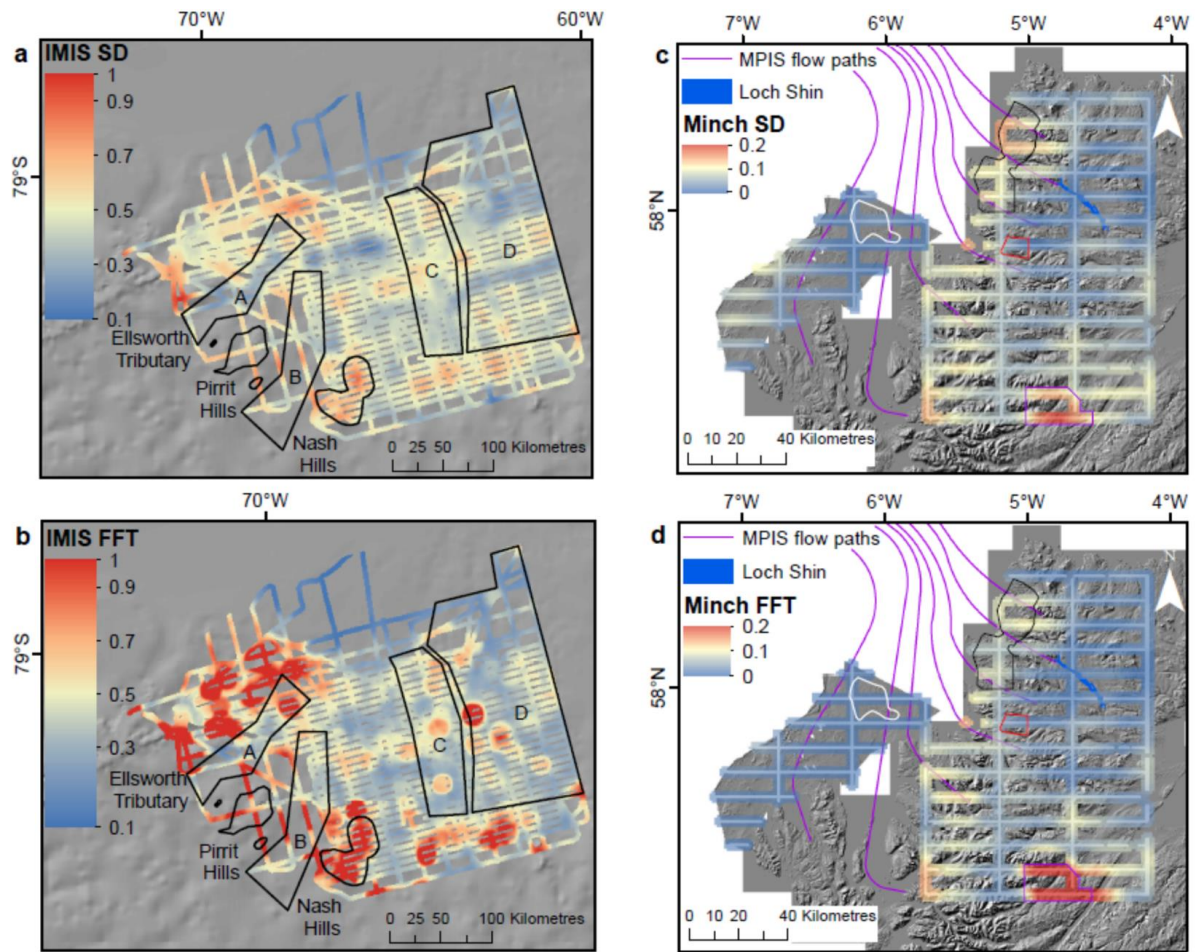 70°W
60°W
a
IMIS SD
1
0.9
0.7
0.5
0.3
0.1
79°S
A
B
C
D
Ellsworth
Tributary
Pirrit
Hills
Nash
Hills
0 25 50 100 Kilometres
7°W
6°W
5°W
4°W
c
MPIS flow paths
Loch Shin
Minch SD
0.2
0.1
0
58°N
N
0 10 20 40 Kilometres
70°W
b
IMIS FFT
1
0.9
0.7
0.5
0.3
0.1
79°S
A
B
C
D
Ellsworth
Tributary
Pirrit
Hills
Nash
Hills
0 25 50 100 Kilometres
7°W
6°W
5°W
4°W
d
MPIS flow paths
Loch Shin
Minch FFT
0.2
0.1
0
58°N
N
0 10 20 40 Kilometres